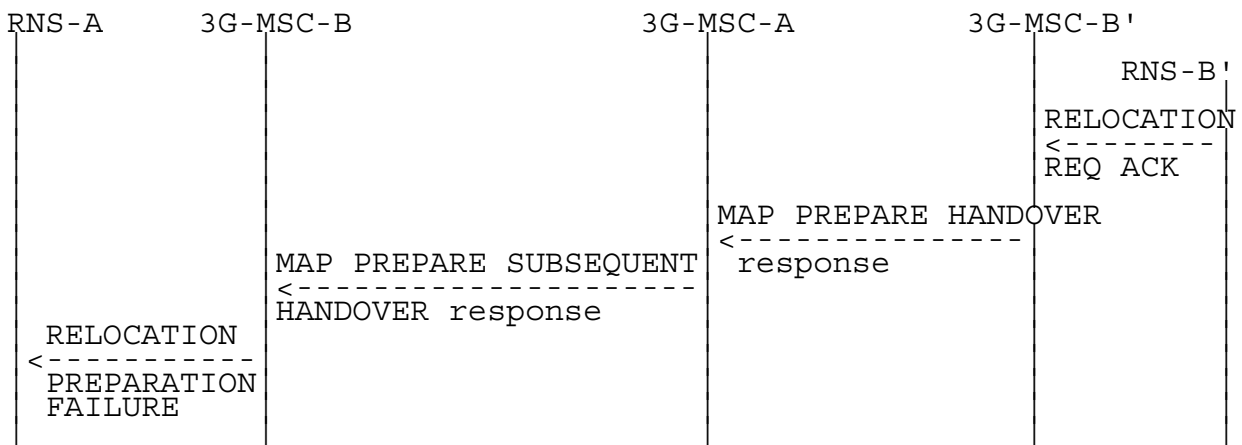 RNS-A 3G-MSC-B 3G-MSC-A 3G-MSC-B'
RNS-B'
RELOCATION
REQ ACK
MAP PREPARE HANDOVER
response
MAP PREPARE SUBSEQUENT
HANDOVER response
RELOCATION
PREPARATION
FAILURE